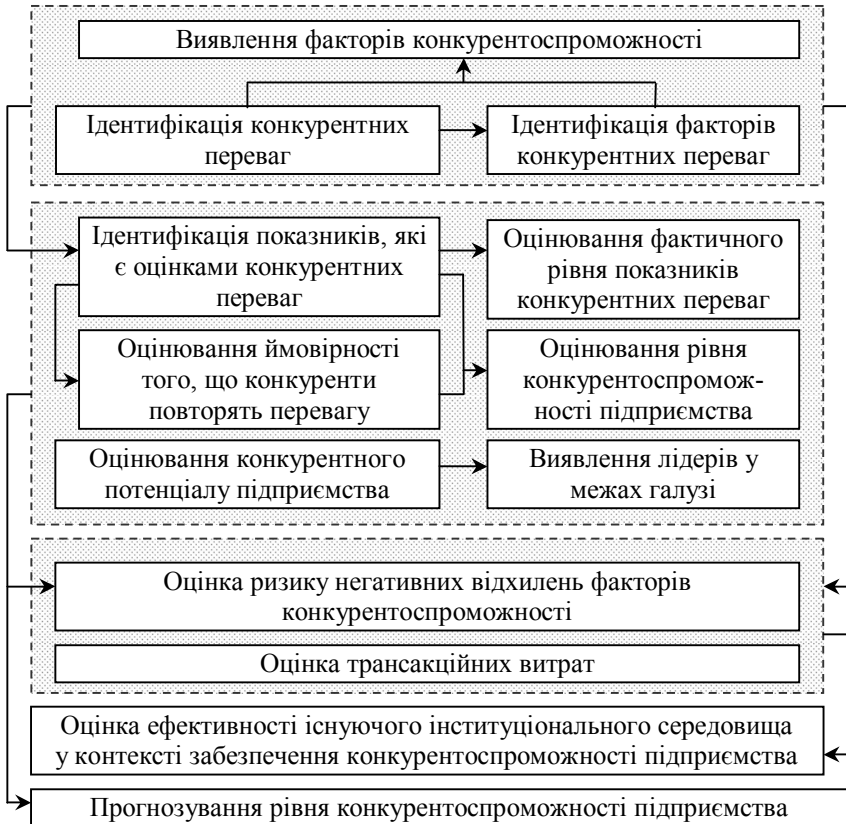 Виявлення факторів конкурентоспроможності
Ідентифікація конкурентних
переваг
Ідентифікація факторів
конкурентних переваг
Ідентифікація показників, які
є оцінками конкурентних
переваг
Оцінювання фактичного
рівня показників
конкурентних переваг
Оцінювання ймовірності
того, що конкуренти
повторять перевагу
Оцінювання рівня
конкурентоспромож-
ності підприємства
Оцінювання конкурентного
потенціалу підприємства
Виявлення лідерів у
межах галузі
Оцінка ризику негативних відхилень факторів
конкурентоспроможності
Оцінка трансакційних витрат
Оцінка ефективності існуючого інституціонального середовища
у контексті забезпечення конкурентоспроможності підприємства
Прогнозування рівня конкурентоспроможності підприємства